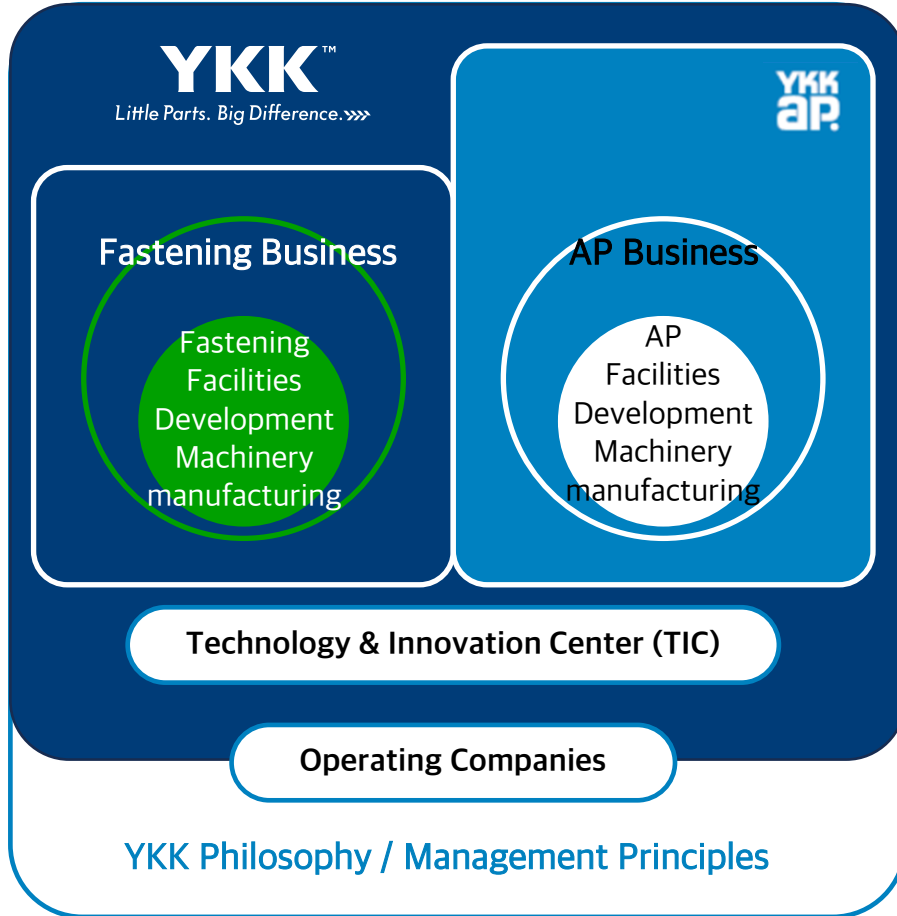 YKK™
Little Parts. Big Difference.
YKK
ap.
Fastening Business
Fastening
Facilities
Development
Machinery
manufacturing
AP Business
AP
Facilities
Development
Machinery
manufacturing
Technology & Innovation Center (TIC)
Operating Companies
YKK Philosophy / Management Principles